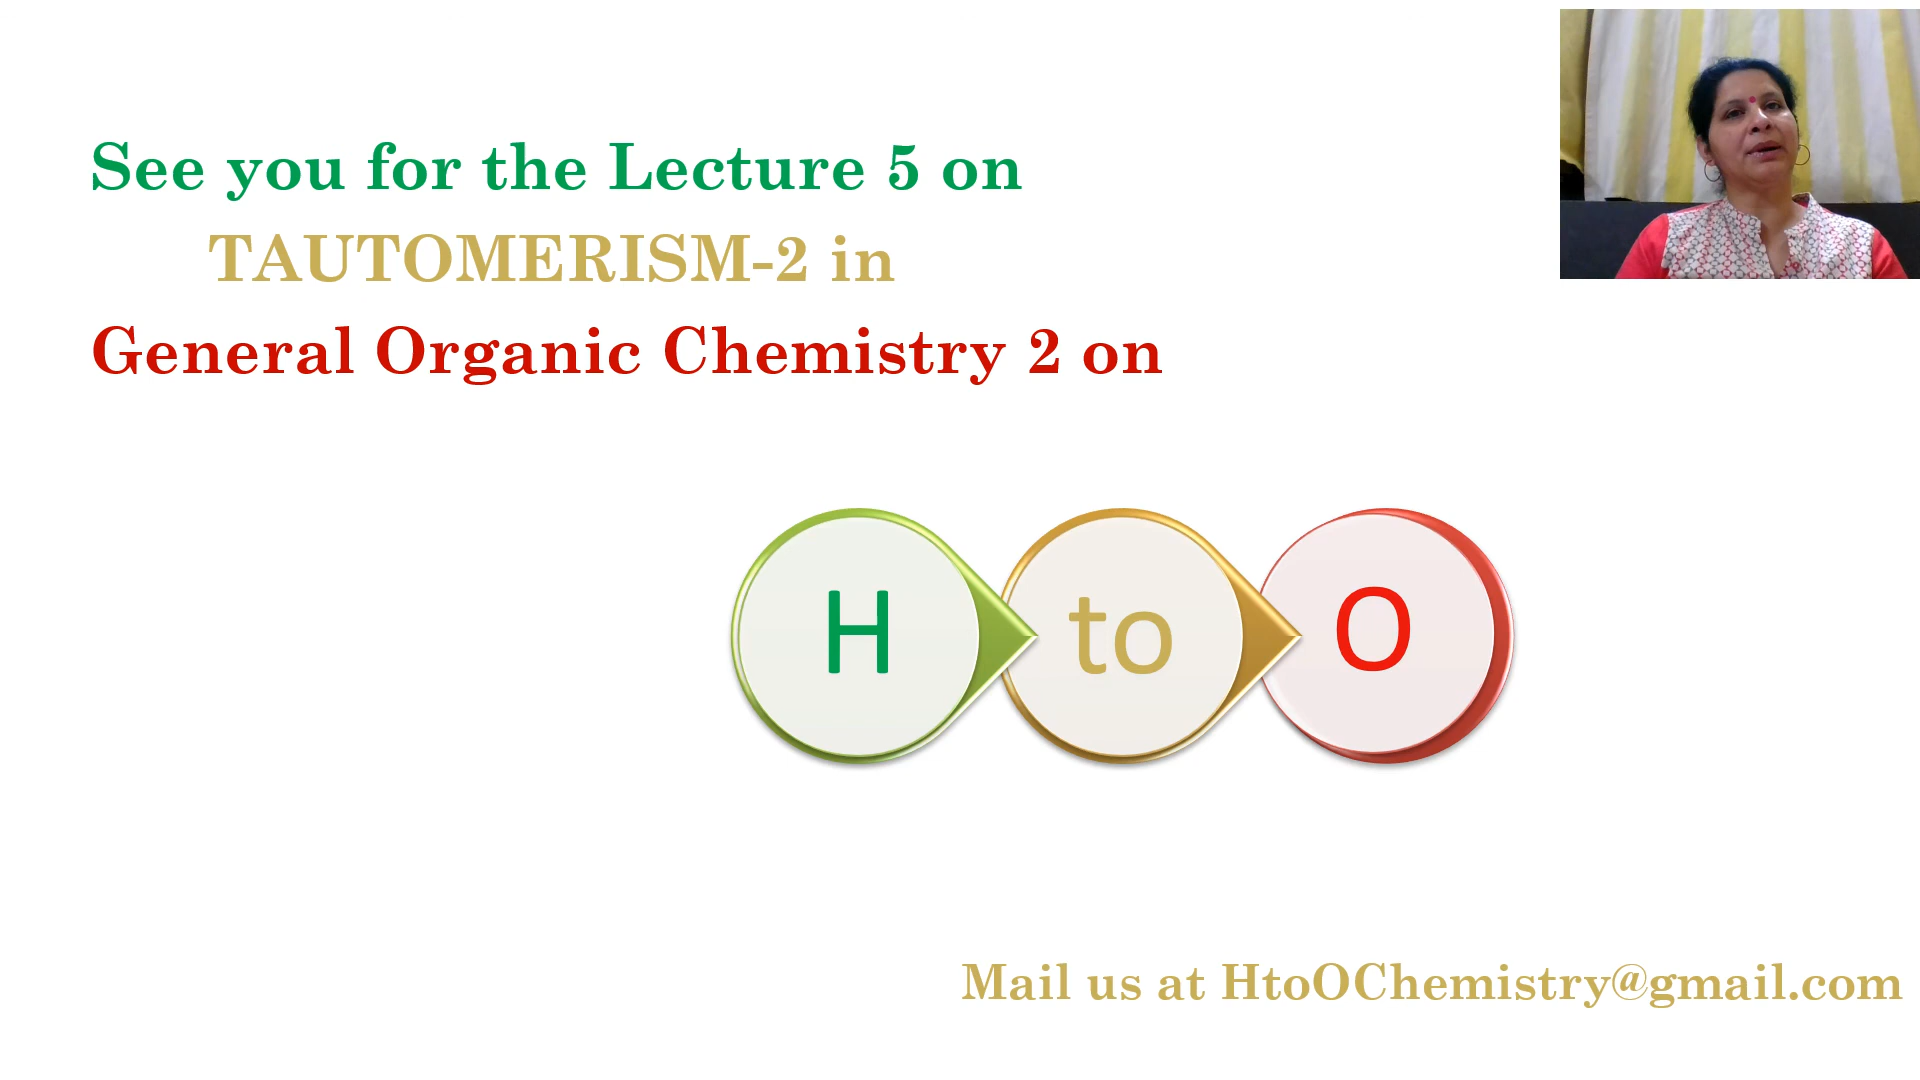 See you for the Lecture 5 on
TAUTOMERISM-2 in
General Organic Chemistry 2 on
H to O
Mail us at HtoOChemistry@gmail.com